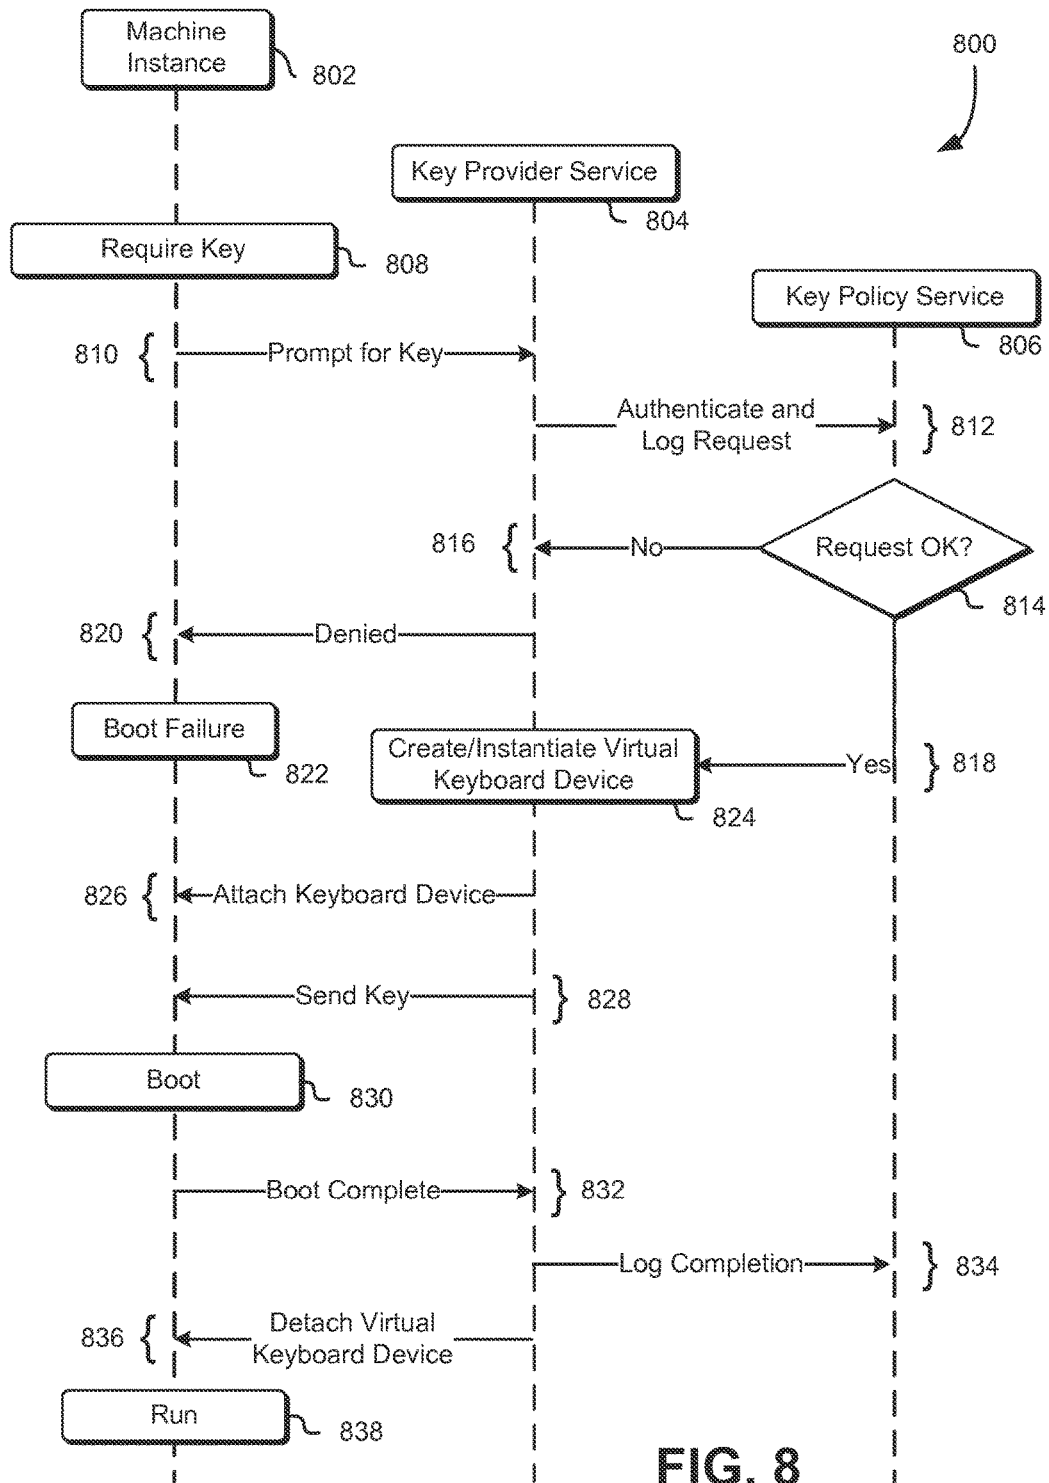 Machine
Instance
802
800
Key Provider Service
804
Require Key
808
Key Policy Service
806
810
Prompt for Key
Authenticate and
Log Request
812
816
No
Request OK?
814
820
Denied
Boot Failure
822
Create/Instantiate Virtual
Keyboard Device
824
Yes
818
826
Attach Keyboard Device
Send Key
828
Boot
830
Boot Complete
832
Log Completion
834
836
Detach Virtual
Keyboard Device
Run
838
FIG. 8